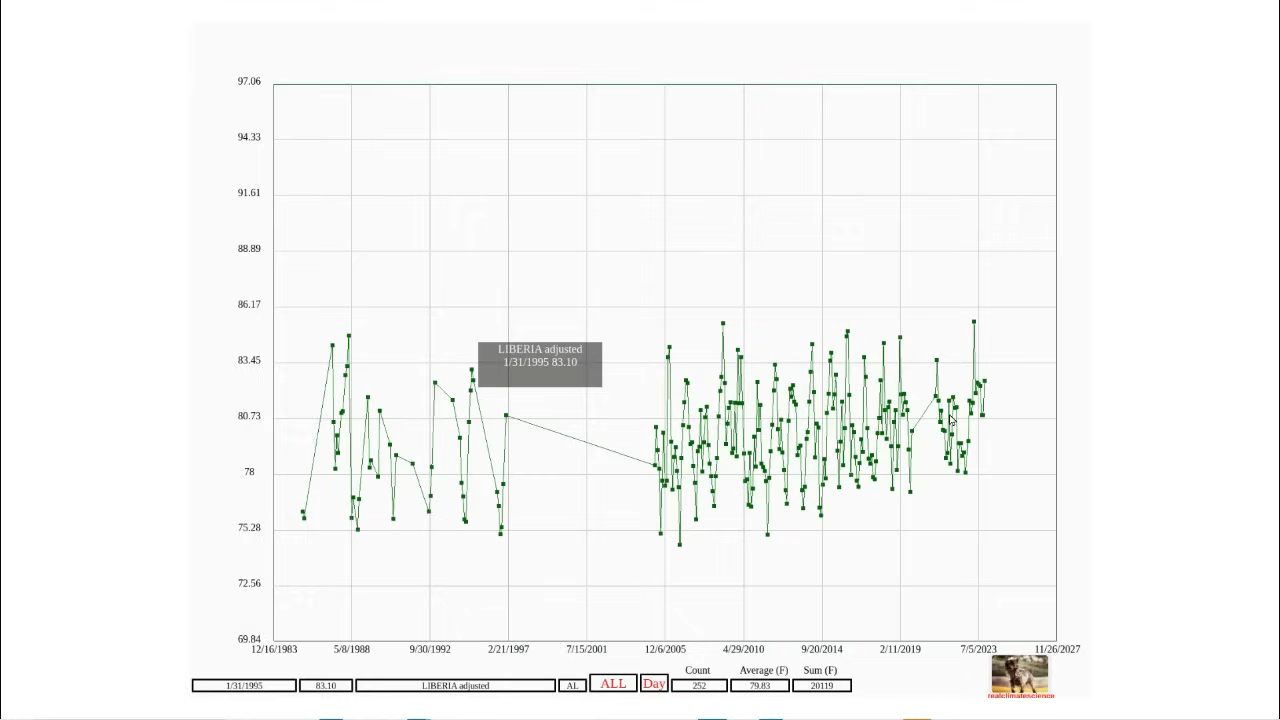 97.06
94.33
91.61
88.89
86.17
LIBERIA adjusted
1/31/1995 83.10
83.45
80.73
78
75.28
72.56
69.84
12/16/1983 5/8/1988 9/30/1992 2/21/1997 7/15/2001 12/6/2005 4/29/2010 9/20/2014 2/11/2019 7/5/2023 11/26/2027
Count Average (F) Sum (F)
1/31/1995 83.10 LIBERIA adjusted AL ALL Day 252 79.83 20119
realclimatescience